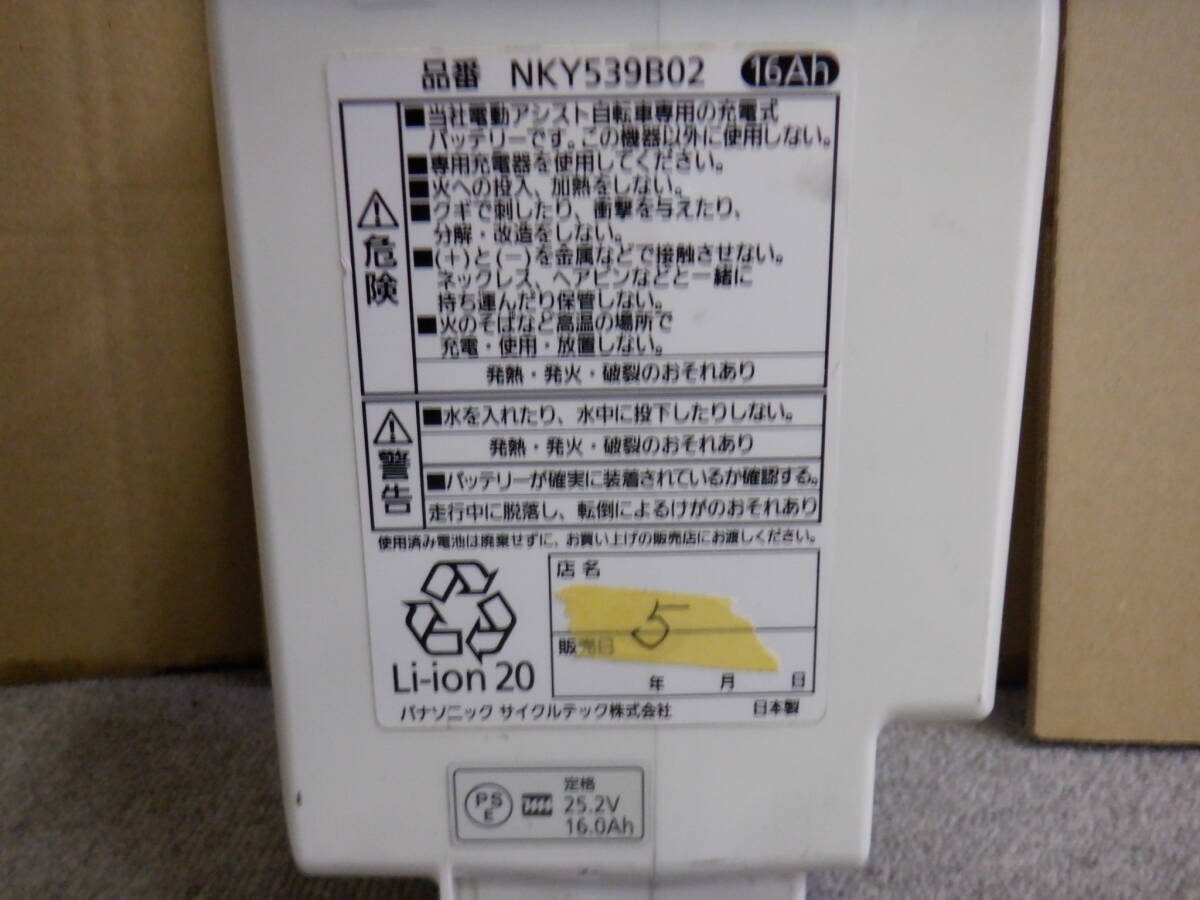 品番 NKY539B02 16Ah
■当社電動アシスト自転車専用の充電式
バッテリーです。この機器以外に使用しない。
■専用充電器を使用してください。
■火への投入、加熱をしない。
■クギで刺したり、衝撃を与えたり、
分解・改造をしない。
■(+)と(−)を金属などで接触させない。
ネックレス、ヘアピンなどと一緒に
持ち運んだり保管しない。
■火のそばなど高温の場所で
充電・使用・放置しない。
危険
発熱・発火・破裂のおそれあり
■水を入れたり、水中に投下したりしない。
発熱・発火・破裂のおそれあり
警告
■バッテリーが確実に装着されているか確認する。
走行中に脱落し、転倒によるけがのおそれあり
使用済み電池は廃棄せずに、お買い上げの販売店にお渡しください。
店名
5
販売日
年 月 日
Li-ion 20
パナソニック サイクルテック株式会社 日本製
PS
E
定格
25.2V
16.0Ah